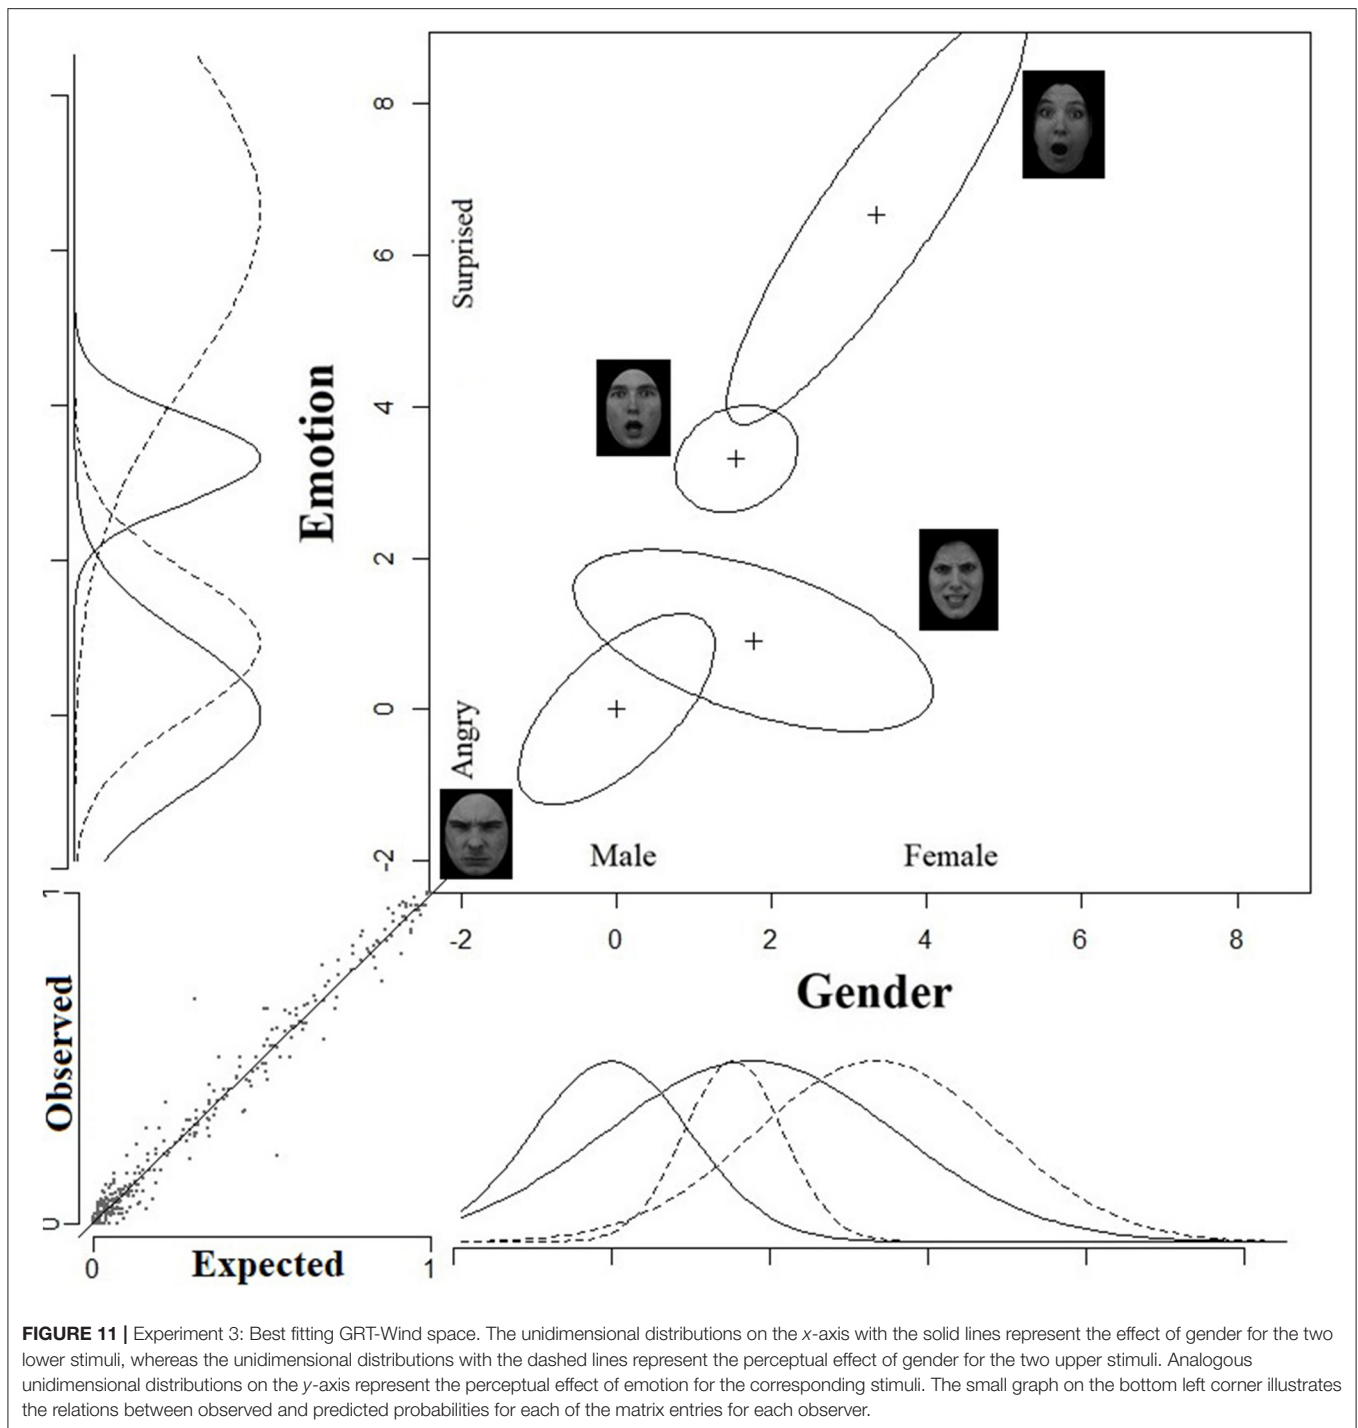 8
6
4
2
0
-2
Surprised
Angry
Emotion
Male
Female
-2 0 2 4 6 8
Gender
1
0
Observed
0 1
Expected
FIGURE 11 | Experiment 3: Best fitting GRT-Wind space. The unidimensional distributions on the x-axis with the solid lines represent the effect of gender for the two
lower stimuli, whereas the unidimensional distributions with the dashed lines represent the perceptual effect of gender for the two upper stimuli. Analogous
unidimensional distributions on the y-axis represent the perceptual effect of emotion for the corresponding stimuli. The small graph on the bottom left corner illustrates
the relations between observed and predicted probabilities for each of the matrix entries for each observer.